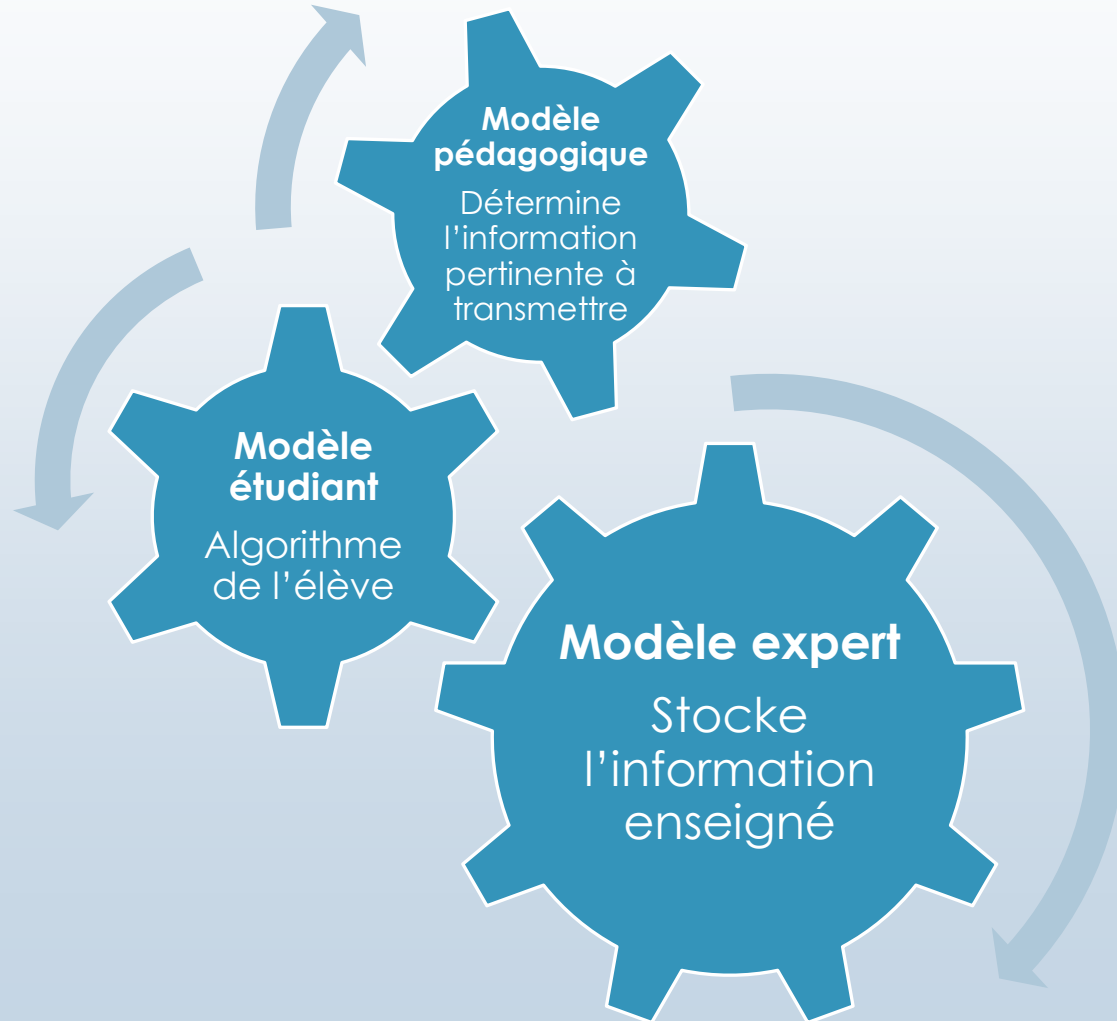 Modèle
pédagogique
Détermine
l’information
pertinente à
transmettre
Modèle
étudiant
Algorithme
de l’élève
Modèle expert
Stocke
l’information
enseigné